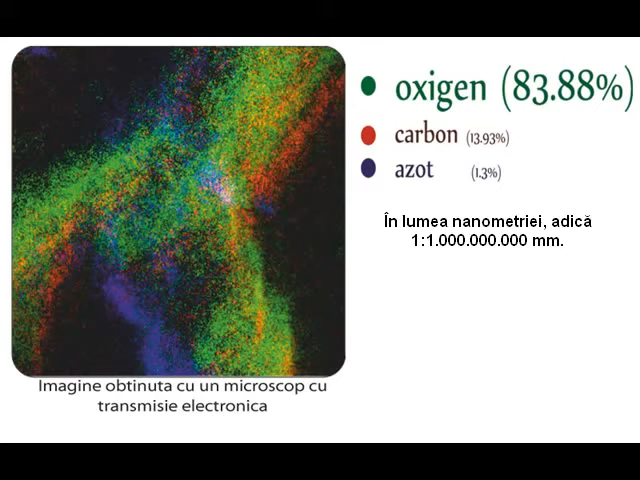 oxigen (83.88%)
carbon (13.93%)
azot (1.3%)
În lumea nanometriei, adică
1:1.000.000.000 mm.
Imagine obtinuta cu un microscop cu
transmisie electronica